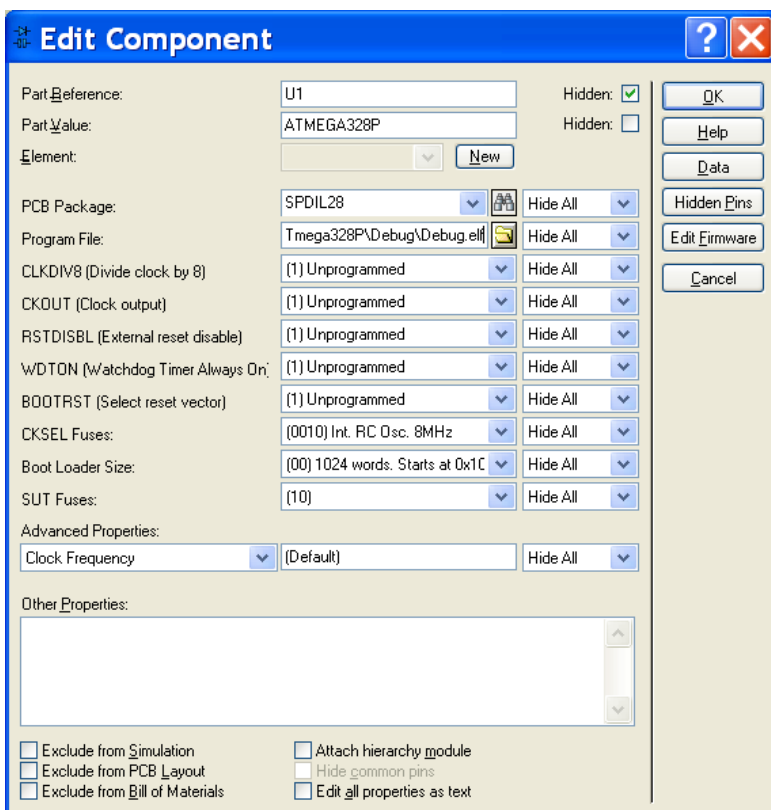 Edit Component
Part Reference: U1 Hidden:
Part Value: ATMEGA328P Hidden:
Element: New
PCB Package: SPDIL28 Hide All
Program File: Tmega328P\Debug\Debug.elf Hide All
CLKDIV8 (Divide clock by 8) (1) Unprogrammed Hide All
CKOUT (Clock output) (1) Unprogrammed Hide All
RSTDISBL (External reset disable) (1) Unprogrammed Hide All
WDTON (Watchdog Timer Always On) (1) Unprogrammed Hide All
BOOTRST (Select reset vector) (1) Unprogrammed Hide All
CKSEL Fuses: (0010) Int. RC Osc. 8MHz Hide All
Boot Loader Size: (00) 1024 words. Starts at 0x1C Hide All
SUT Fuses: (10) Hide All
Advanced Properties:
Clock Frequency (Default) Hide All
Other Properties:
Exclude from Simulation Attach hierarchy module
Exclude from PCB Layout Hide common pins
Exclude from Bill of Materials Edit all properties as text
OK
Help
Data
Hidden Pins
Edit Firmware
Cancel